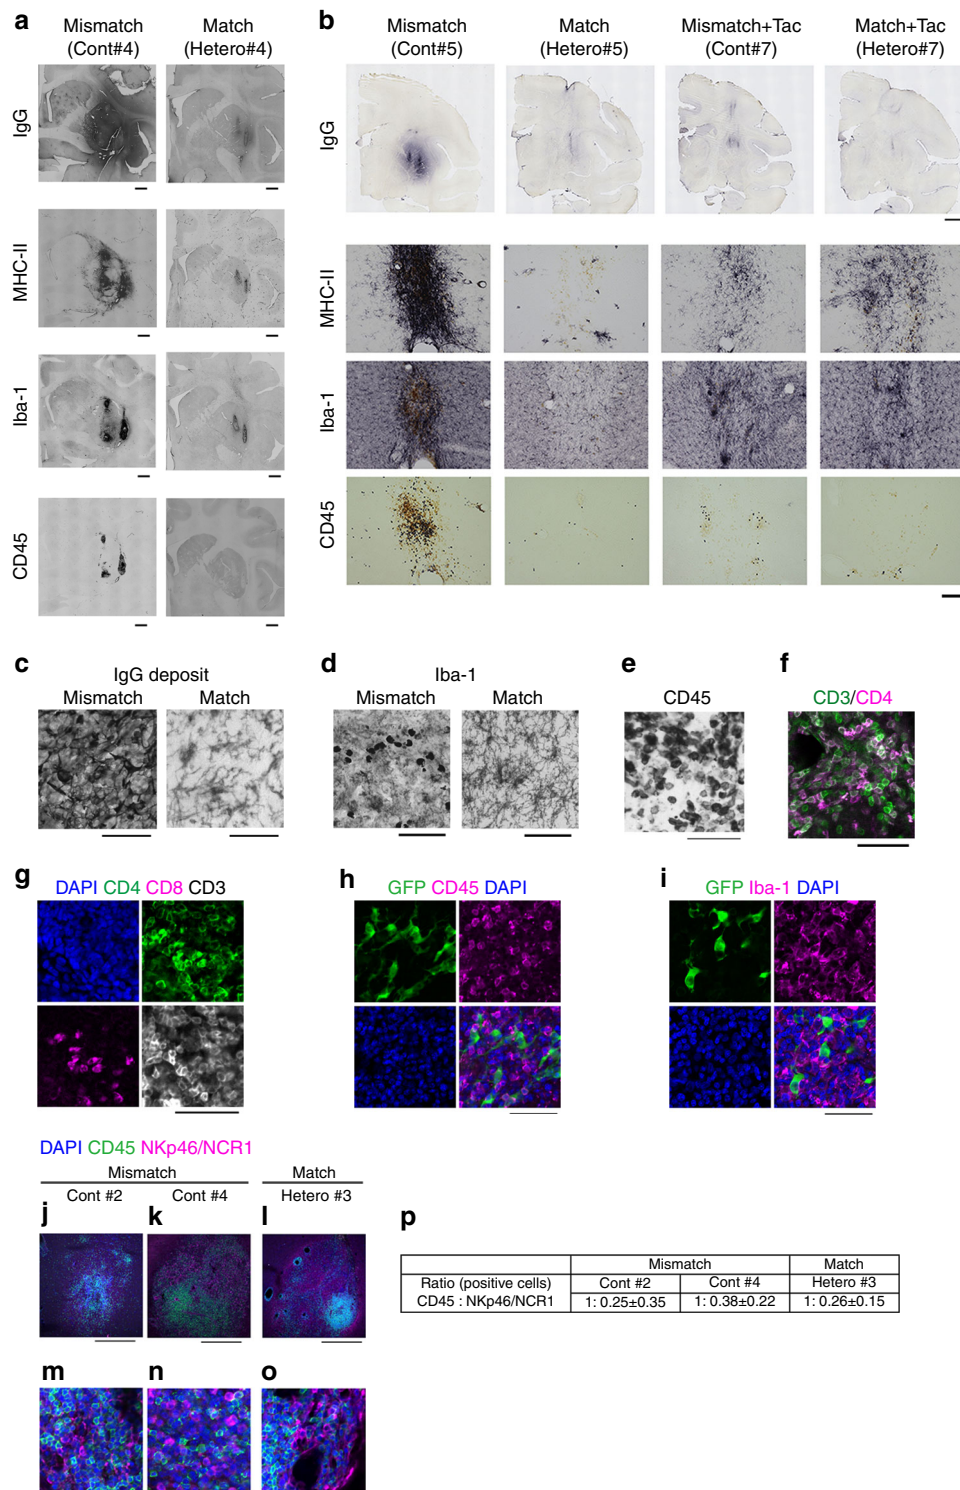 a
Mismatch
(Cont#4)
Match
(Hetero#4)
IgG
MHC-II
Iba-1
CD45
b
Mismatch
(Cont#5)
Match
(Hetero#5)
Mismatch+Tac
(Cont#7)
Match+Tac
(Hetero#7)
IgG
MHC-II
Iba-1
CD45
c
IgG deposit
Mismatch
Match
d
Iba-1
Mismatch
Match
e
CD45
f
CD3/CD4
g
DAPI CD4 CD8 CD3
h
GFP CD45 DAPI
i
GFP Iba-1 DAPI
DAPI CD45 NKp46/NCR1
Mismatch
Match
Cont #2
Cont #4
Hetero #3
j
k
l
m
n
o
p
Mismatch
Match
Ratio (positive cells)
CD45 : NKp46/NCR1
Cont #2
Cont #4
Hetero #3
1: 0.25±0.35
1: 0.38±0.22
1: 0.26±0.15